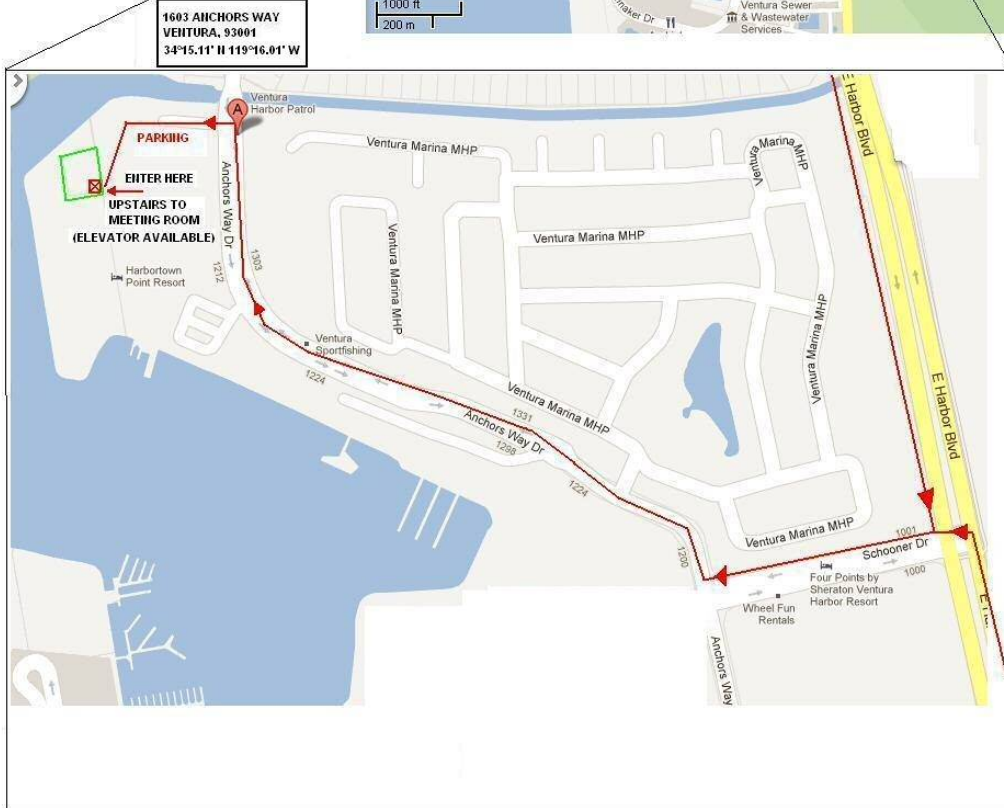 1603 ANCHORS WAY
VENTURA, 93001
34°15.11' N 119°16.01' W
1000 ft
200 m
Ventura Sewer
& Wastewater
Services
Ventura
Harbor Patrol
A
E Harbor Blvd
PARKING
ENTER HERE
UPSTAIRS TO
MEETING ROOM
(ELEVATOR AVAILABLE)
Anchors Way Dr
1303
1212
Harbortown
Point Resort
Ventura Marina MHP
Ventura Marina MHP
Ventura Marina MHP
Ventura Marina MHP
Ventura Marina MHP
Ventura Marina MHP
Ventura
Sportfishing
1224
1331
Anchors Way Dr
1298
1224
E Harbor Blvd
Ventura Marina MHP
1200
1001
Schooner Dr
1000
Four Points by
Sheraton Ventura
Harbor Resort
Wheel Fun
Rentals
Anchors Way